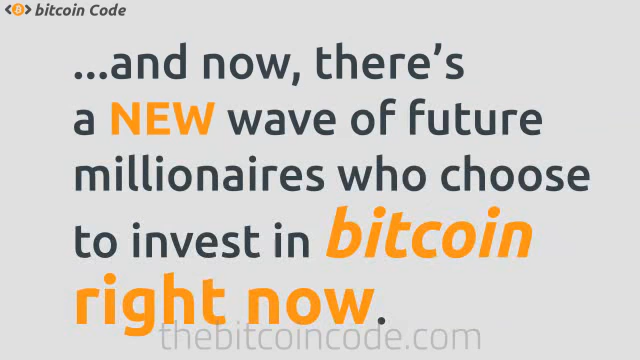 bitcoin Code
...and now, there's
a NEW wave of future
millionaires who choose
to invest in bitcoin
right now.
thebitcoincode.com